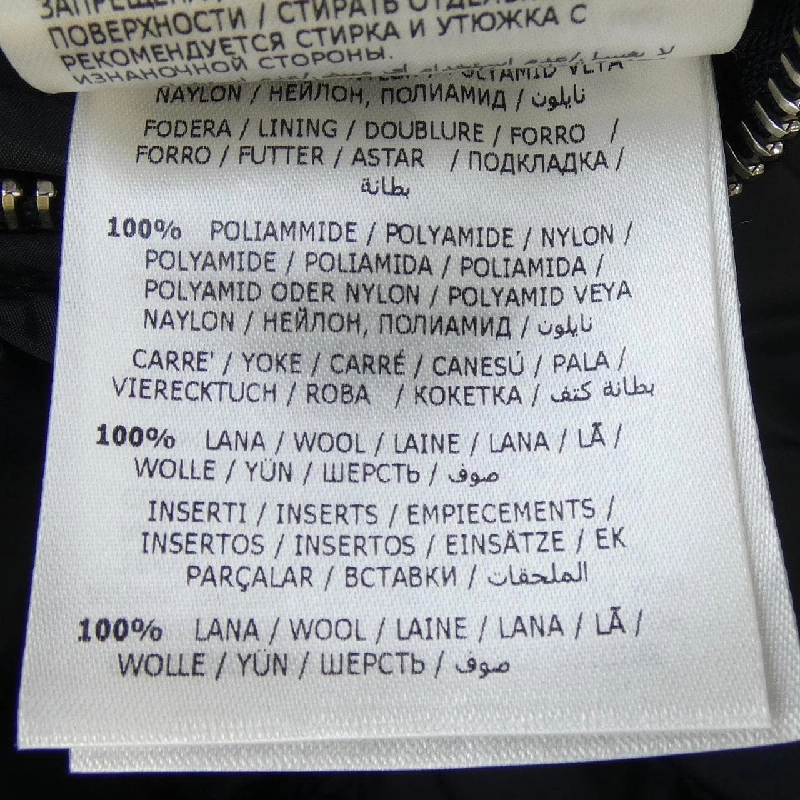 ПОВЕРХНОСТИ / СТИРАТЬ
РЕКОМЕНДУЕТСЯ СТИРКА И УТЮЖКА С
ИЗНАНОЧНОЙ СТОРОНЫ.
NAYLON / НЕЙЛОН, ПОЛИАМИД / نايلون
FODERA / LINING / DOUBLURE / FORRO /
FORRO / FUTTER / ASTAR / ПОДКЛАДКА /
بطانة
100% POLIAMMIDE / POLYAMIDE / NYLON /
POLYAMIDE / POLIAMIDA / POLIAMIDA /
POLYAMID ODER NYLON / POLYAMID VEYA
NAYLON / НЕЙЛОН, ПОЛИАМИД / نايلون
CARRE' / YOKE / CARRÉ / CANESÚ / PALA /
VIERECKTUCH / ROBA / КОКЕТКА / بطانة كتف
100% LANA / WOOL / LAINE / LANA / LÃ /
WOLLE / YÜN / ШЕРСТЬ / صوف
INSERTI / INSERTS / EMPIECEMENTS /
INSERTOS / INSERTOS / EINSÄTZE / EK
PARÇALAR / ВСТАВКИ / الملحقات
100% LANA / WOOL / LAINE / LANA / LÃ /
WOLLE / YÜN / ШЕРСТЬ / صوف